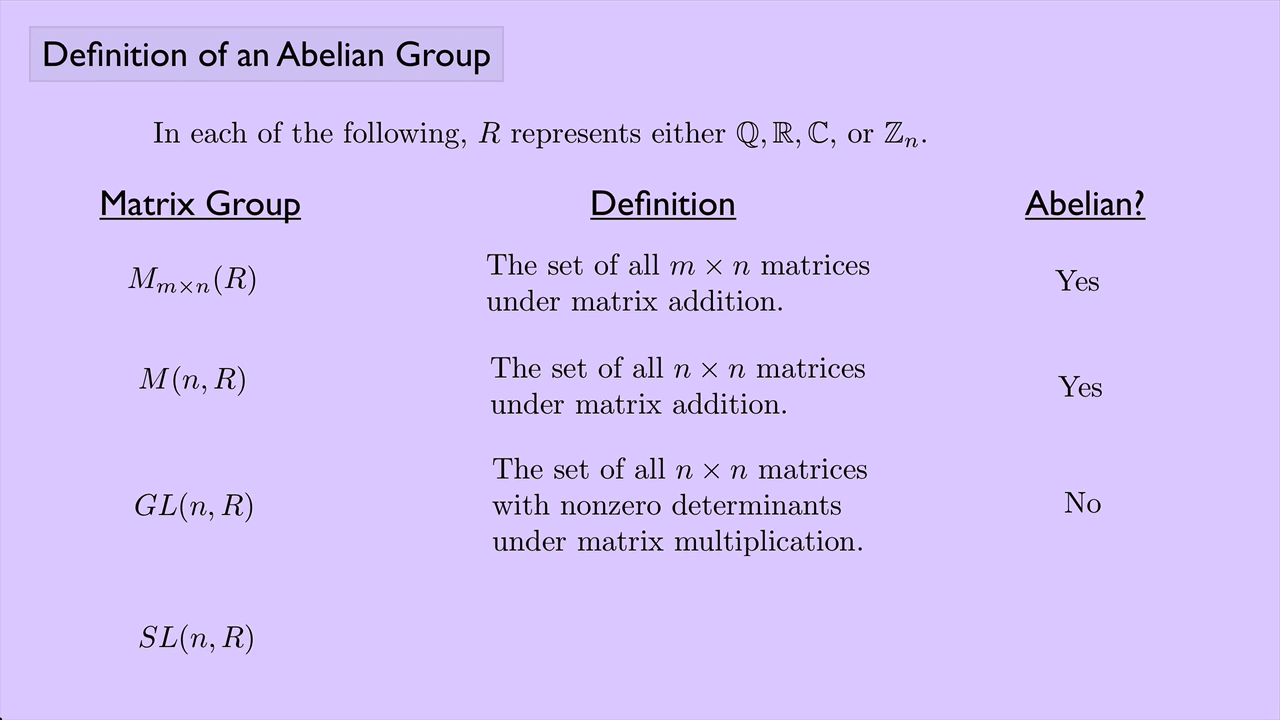 Definition of an Abelian Group
In each of the following, R represents either ℚ, ℝ, ℂ, or ℤₙ.
Matrix Group Definition Abelian?
Mₘₓₙ(R) The set of all m × n matrices under matrix addition. Yes
M(n, R) The set of all n × n matrices under matrix addition. Yes
GL(n, R) The set of all n × n matrices with nonzero determinants under matrix multiplication. No
SL(n, R)